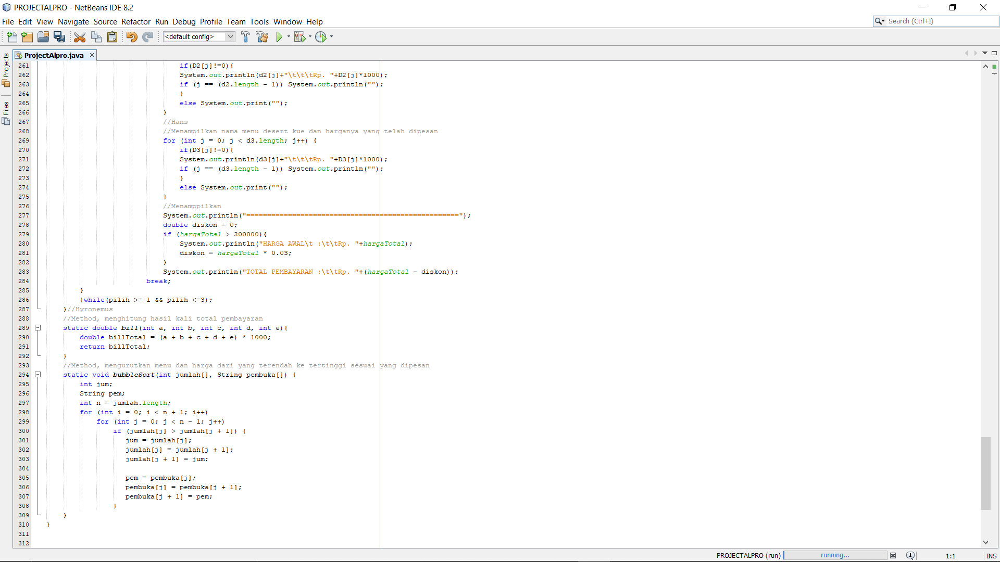 PROJECTALPRO - NetBeans IDE 8.2
File Edit View Navigate Source Refactor Run Debug Profile Team Tools Window Help
Search (Ctrl+I)
<default config>
Projects
Files
ProjectAlpro.java
261 if(D2[j]!=0){
262 System.out.println(d2[j]+"\t\t\tRp. "+D2[j]*1000);
263 if (j == (d2.length - 1)) System.out.println("");
264 }
265 else System.out.print("");
266 }
267 //Hans
268 //Menampilkan nama menu desert kue dan harganya yang telah dipesan
269 for (int j = 0; j < d3.length; j++) {
270 if(D3[j]!=0){
271 System.out.println(d3[j]+"\t\t\tRp. "+D3[j]*1000);
272 if (j == (d3.length - 1)) System.out.println("");
273 }
274 else System.out.print("");
275 }
276 //Menamppilkan
277 System.out.println("===================================================");
278 double diskon = 0;
279 if (hargaTotal > 200000){
280 System.out.println("HARGA AWAL\t :\t\tRp. "+hargaTotal);
281 diskon = hargaTotal * 0.03;
282 }
283 System.out.println("TOTAL PEMBAYARAN :\t\tRp. "+(hargaTotal - diskon));
284 break;
285 }
286 }while(pilih >= 1 && pilih <=3);
287 }//Hyronemus
288 //Method, menghitung hasil kali total pembayaran
289 static double bill(int a, int b, int c, int d, int e){
290 double billTotal = (a + b + c + d + e) * 1000;
291 return billTotal;
292 }
293 //Method, mengurutkan menu dan harga dari yang terendah ke tertinggi sesuai yang dipesan
294 static void bubbleSort(int jumlah[], String pembuka[]) {
295 int jum;
296 String pem;
297 int n = jumlah.length;
298 for (int i = 0; i < n + 1; i++)
299 for (int j = 0; j < n - 1; j++)
300 if (jumlah[j] > jumlah[j + 1]) {
301 jum = jumlah[j];
302 jumlah[j] = jumlah[j + 1];
303 jumlah[j + 1] = jum;
304
305 pem = pembuka[j];
306 pembuka[j] = pembuka[j + 1];
307 pembuka[j + 1] = pem;
308 }
309 }
310 }
311
312
PROJECTALPRO (run) running... 1:1 INS